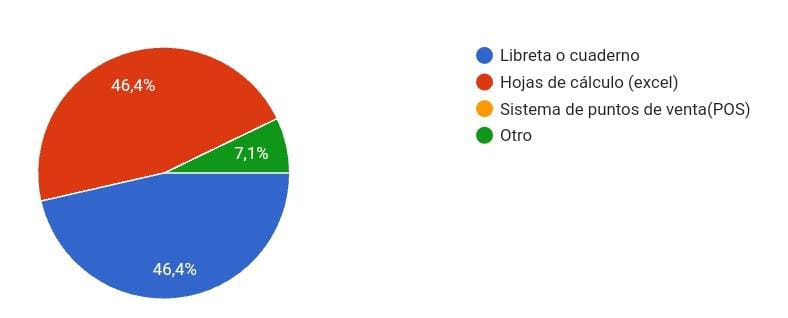 46,4%
7,1%
46,4%
Libreta o cuaderno
Hojas de cálculo (excel)
Sistema de puntos de venta(POS)
Otro